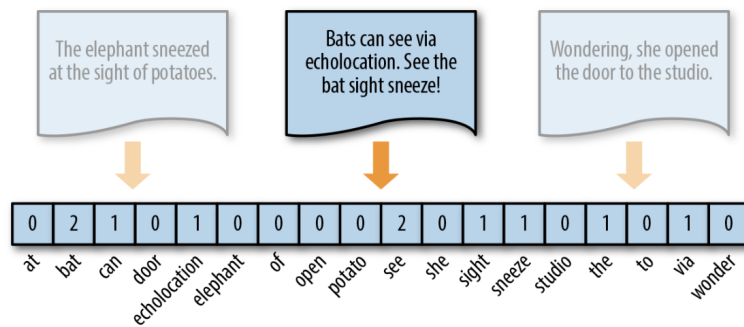 The elephant sneezed
at the sight of potatoes.
Bats can see via
echolocation. See the
bat sight sneeze!
Wondering, she opened
the door to the studio.
0 2 1 0 1 0 0 0 0 2 0 1 1 0 1 0 1 0
at bat can door echolocation elephant of open potato see she sight sneeze studio the to via wonder